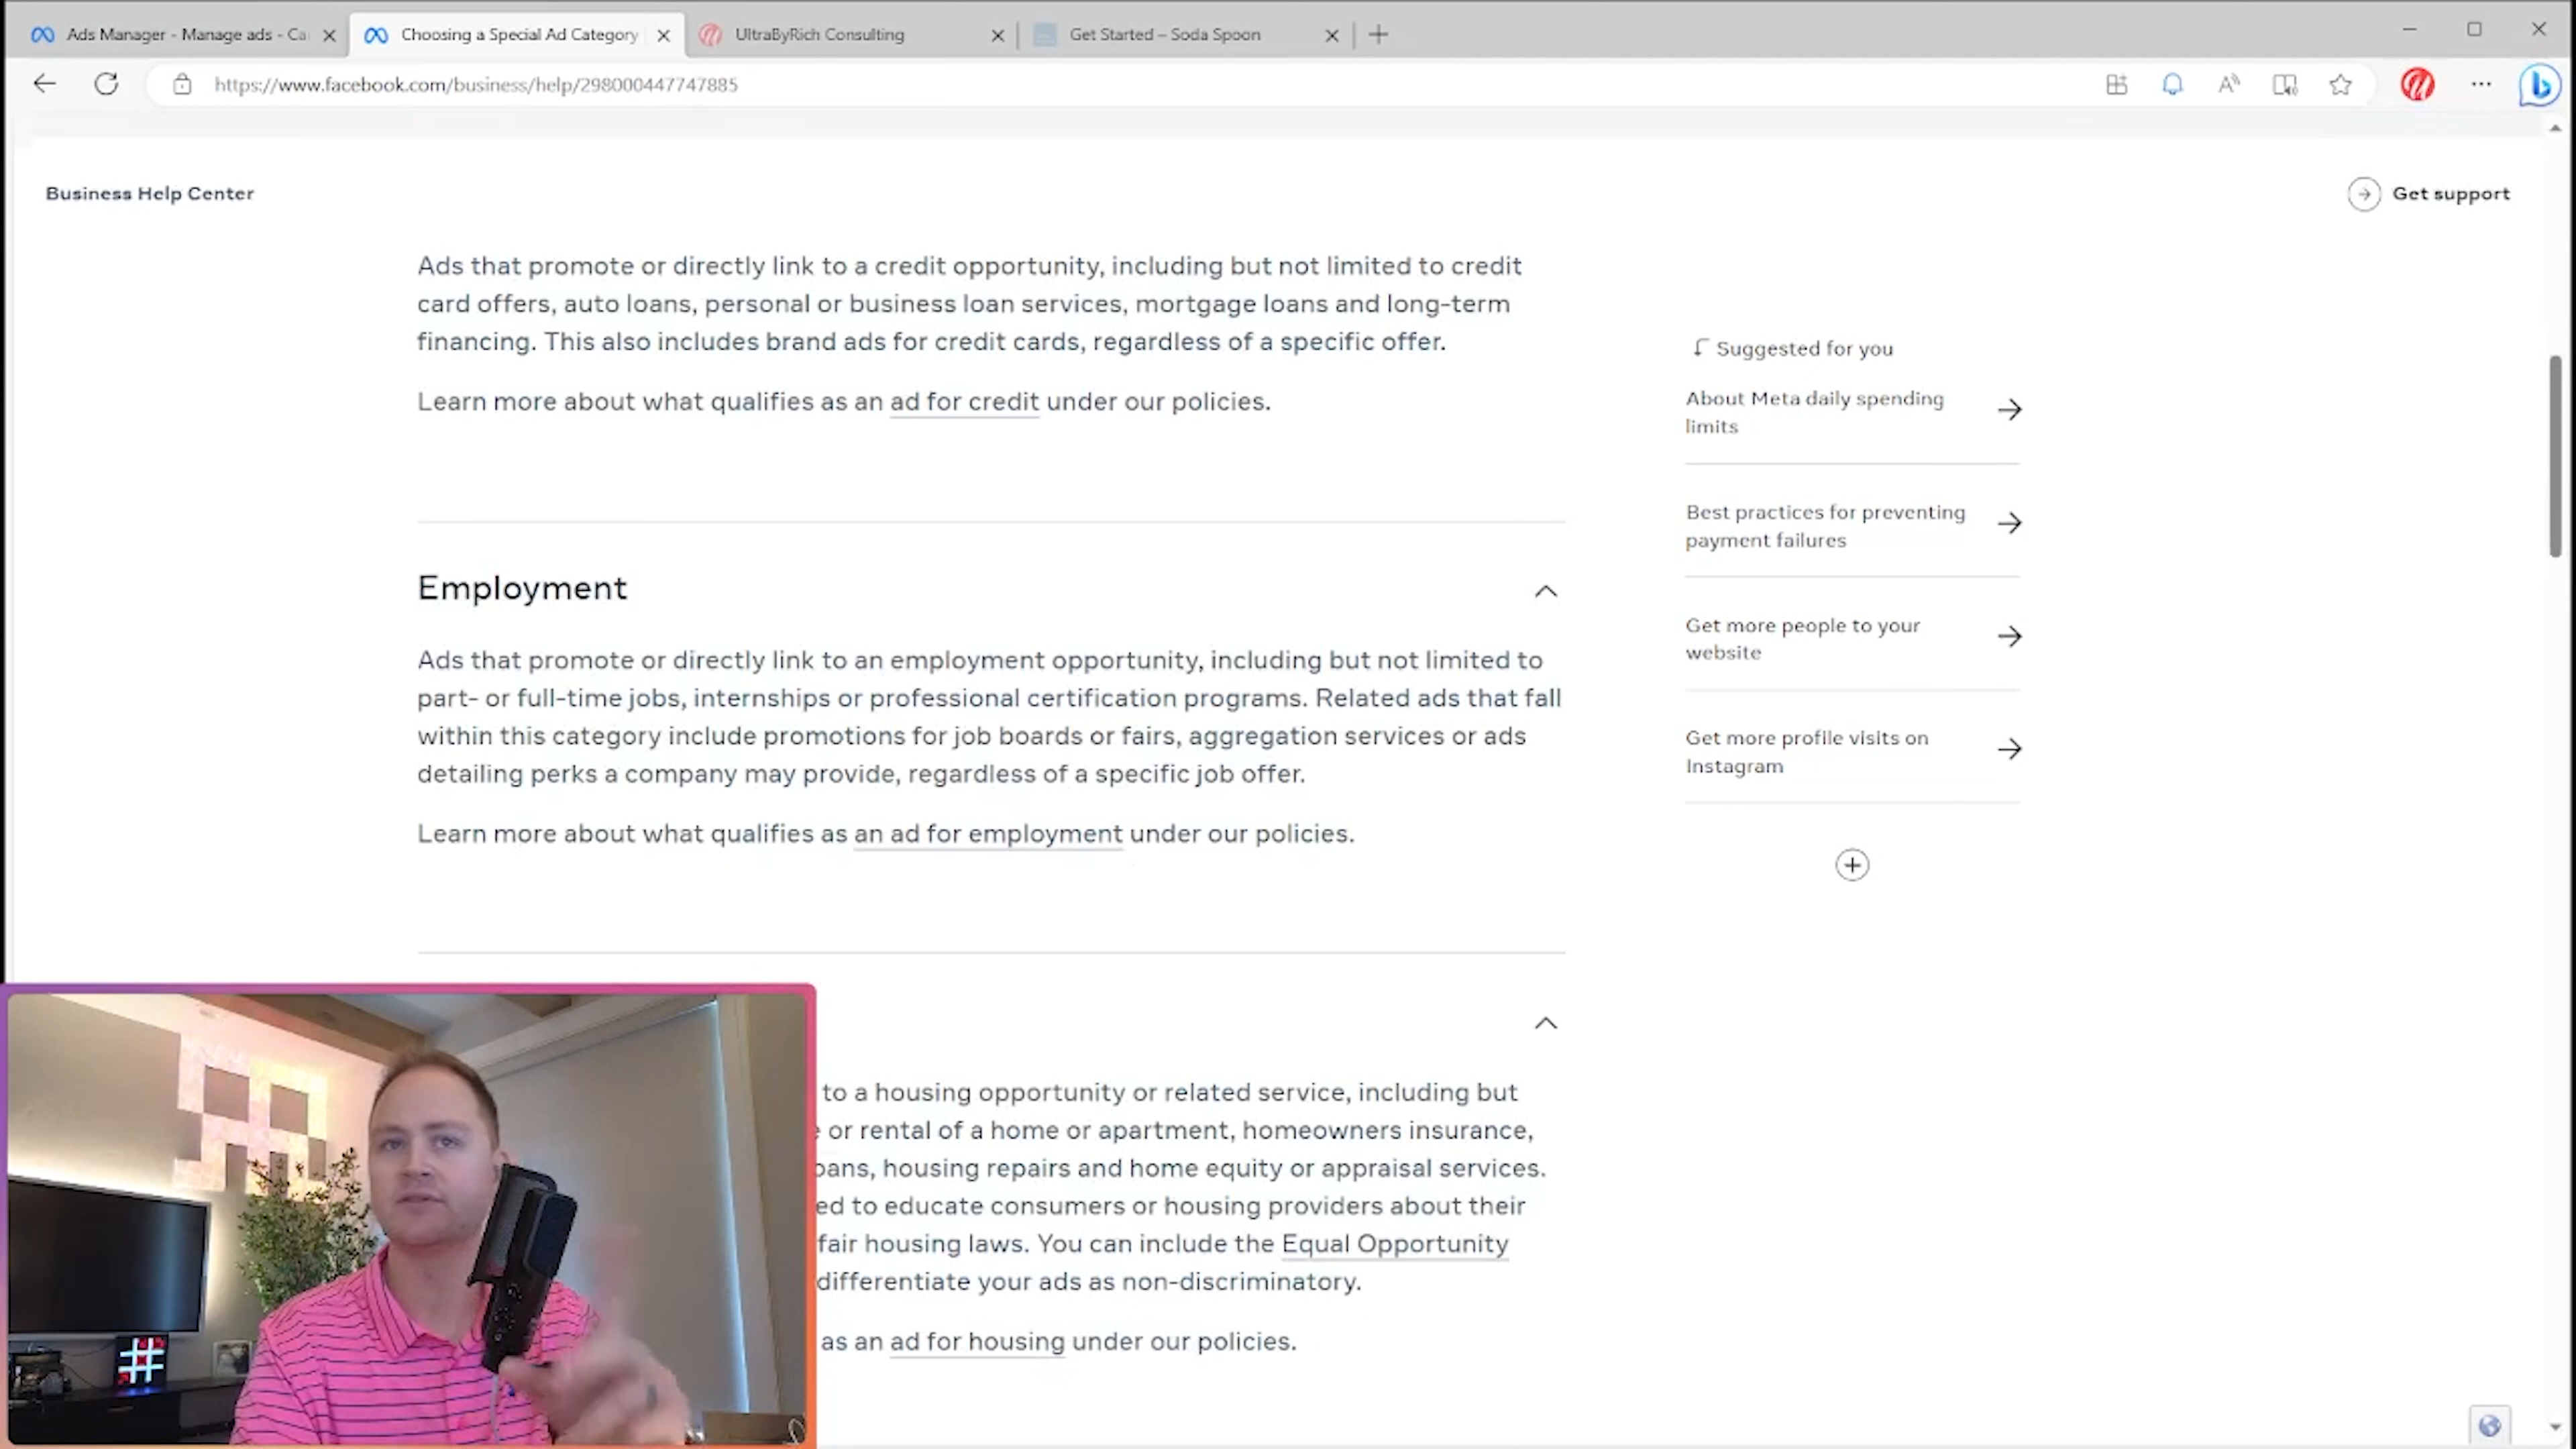 Ads Manager - Manage ads - Ca
Choosing a Special Ad Category
UltraByRich Consulting
Get Started – Soda Spoon
https://www.facebook.com/business/help/298000447747885
Business Help Center
Get support
Ads that promote or directly link to a credit opportunity, including but not limited to credit
card offers, auto loans, personal or business loan services, mortgage loans and long-term
financing. This also includes brand ads for credit cards, regardless of a specific offer.
Learn more about what qualifies as an ad for credit under our policies.
Employment
Ads that promote or directly link to an employment opportunity, including but not limited to
part- or full-time jobs, internships or professional certification programs. Related ads that fall
within this category include promotions for job boards or fairs, aggregation services or ads
detailing perks a company may provide, regardless of a specific job offer.
Learn more about what qualifies as an ad for employment under our policies.
to a housing opportunity or related service, including but
or rental of a home or apartment, homeowners insurance,
oans, housing repairs and home equity or appraisal services.
ed to educate consumers or housing providers about their
fair housing laws. You can include the Equal Opportunity
differentiate your ads as non-discriminatory.
as an ad for housing under our policies.
Suggested for you
About Meta daily spending
limits
Best practices for preventing
payment failures
Get more people to your
website
Get more profile visits on
Instagram